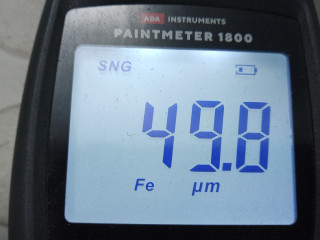 ADA INSTRUMENTS
PAINTMETER 1800
SNG
49.8
Fe µm